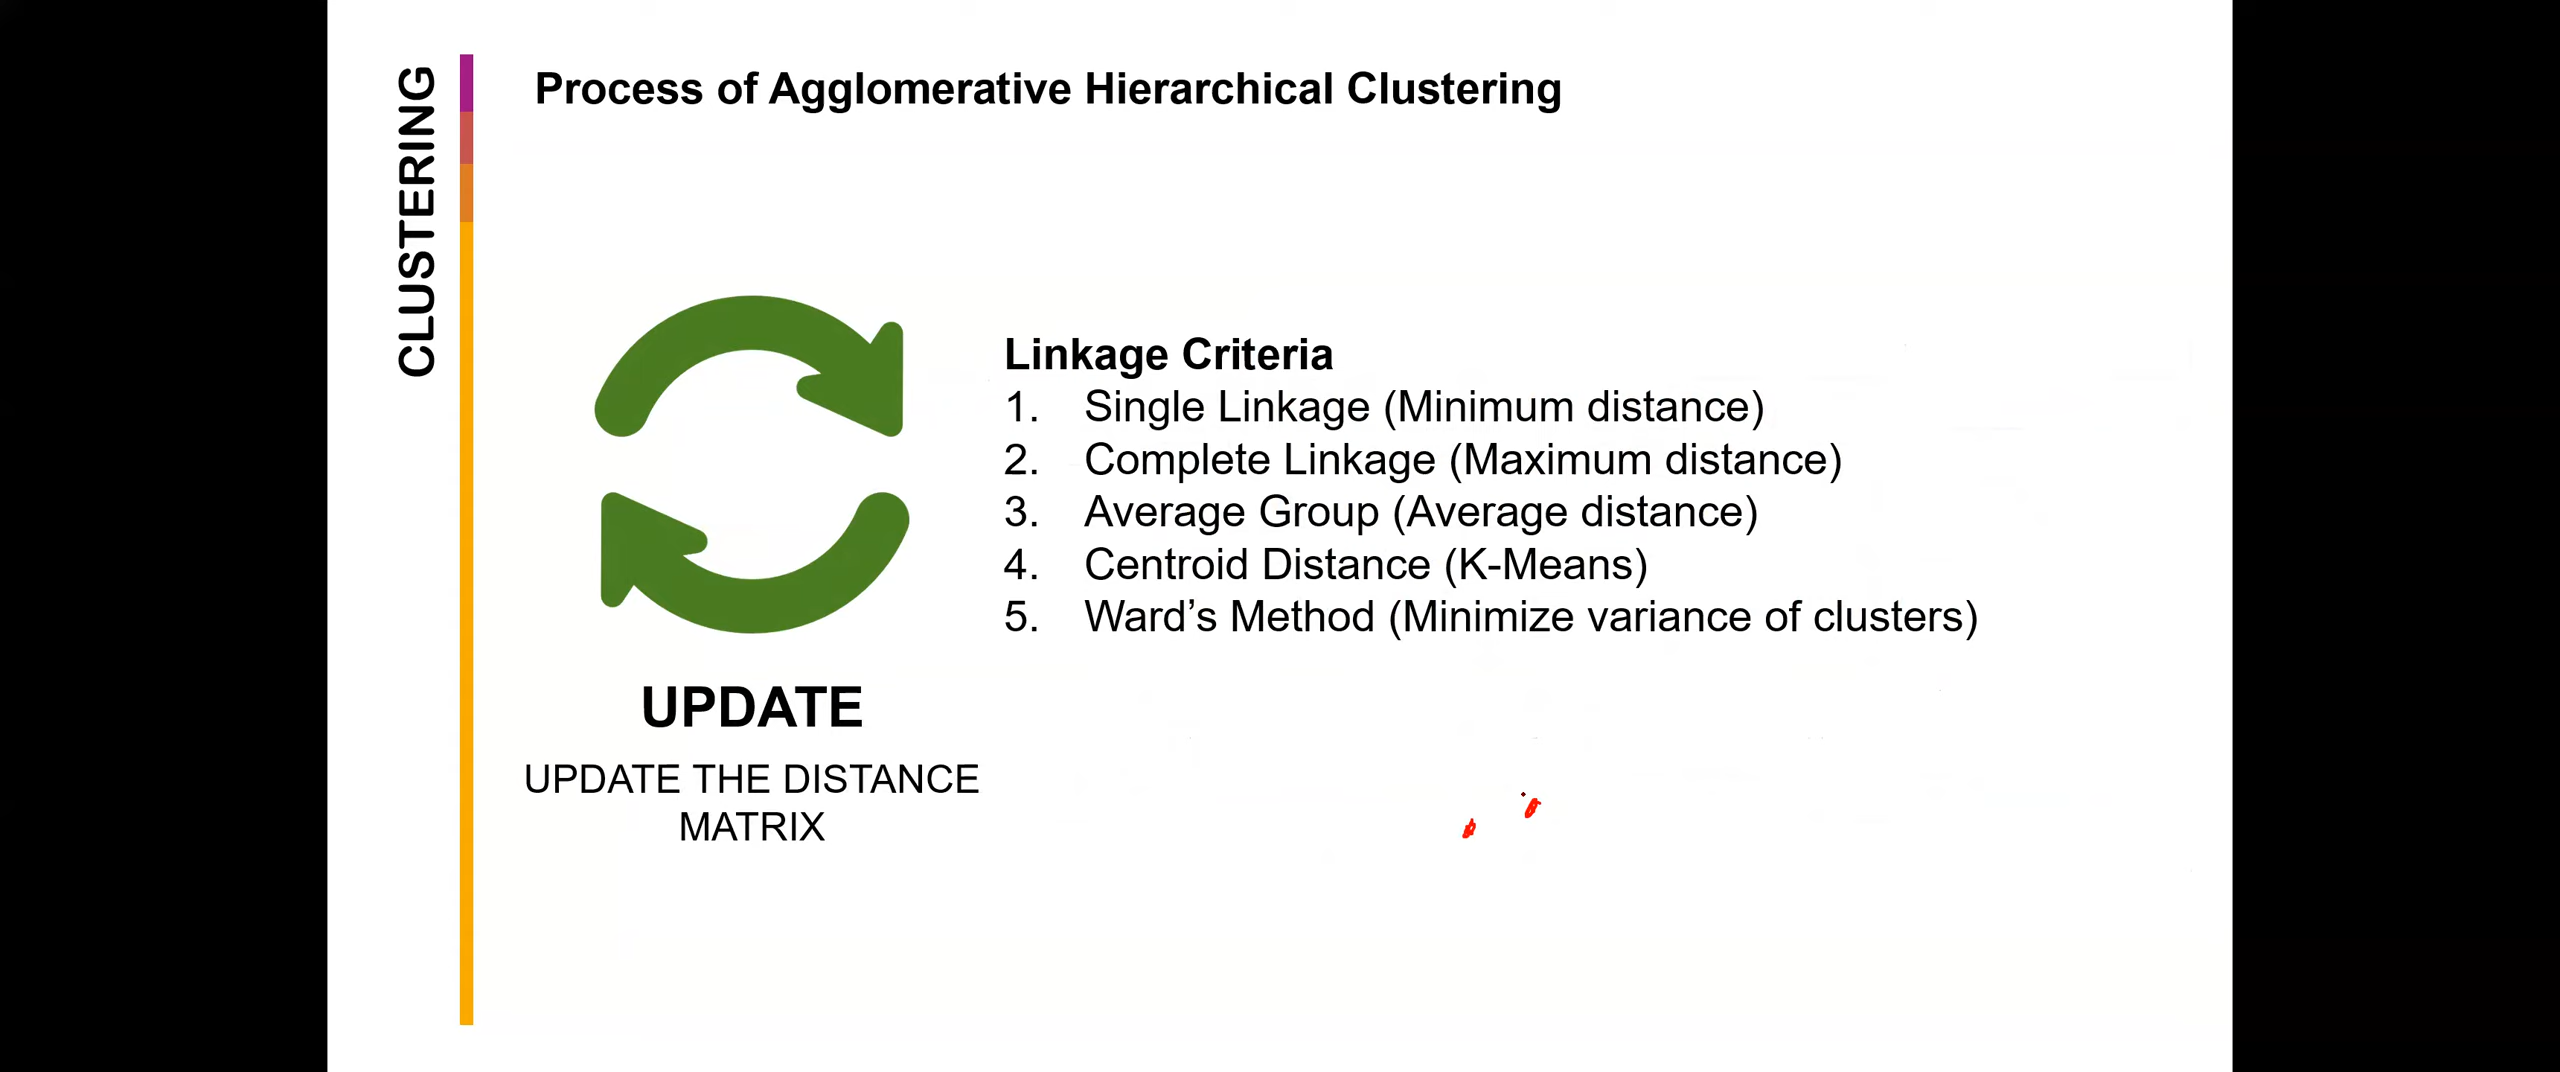 CLUSTERING
Process of Agglomerative Hierarchical Clustering
Linkage Criteria
1. Single Linkage (Minimum distance)
2. Complete Linkage (Maximum distance)
3. Average Group (Average distance)
4. Centroid Distance (K-Means)
5. Ward’s Method (Minimize variance of clusters)
UPDATE
UPDATE THE DISTANCE
MATRIX